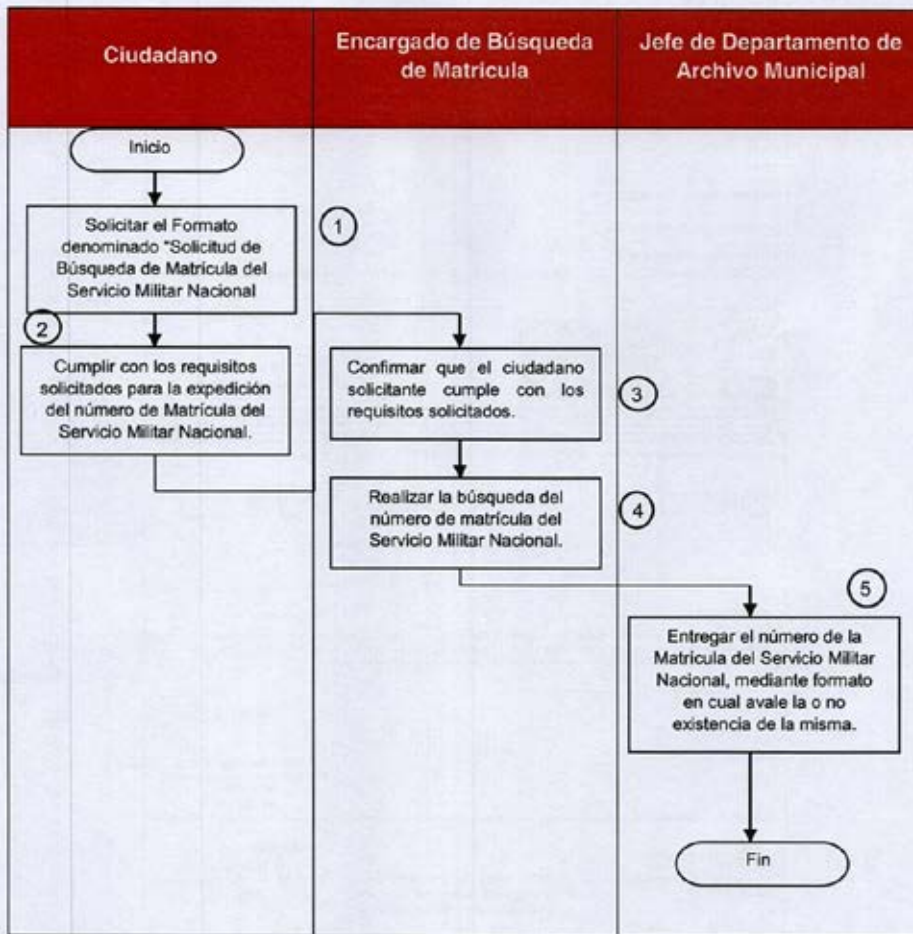 Ciudadano
Encargado de Búsqueda
de Matrícula
Jefe de Departamento de
Archivo Municipal
Inicio
1
Solicitar el Formato
denominado "Solicitud de
Búsqueda de Matrícula del
Servicio Militar Nacional
2
Cumplir con los requisitos
solicitados para la expedición
del número de Matrícula del
Servicio Militar Nacional.
Confirmar que el ciudadano
solicitante cumple con los
requisitos solicitados.
3
Realizar la búsqueda del
número de matrícula del
Servicio Militar Nacional.
4
5
Entregar el número de la
Matricula del Servicio Militar
Nacional, mediante formato
en cual avale la o no
existencia de la misma.
Fin